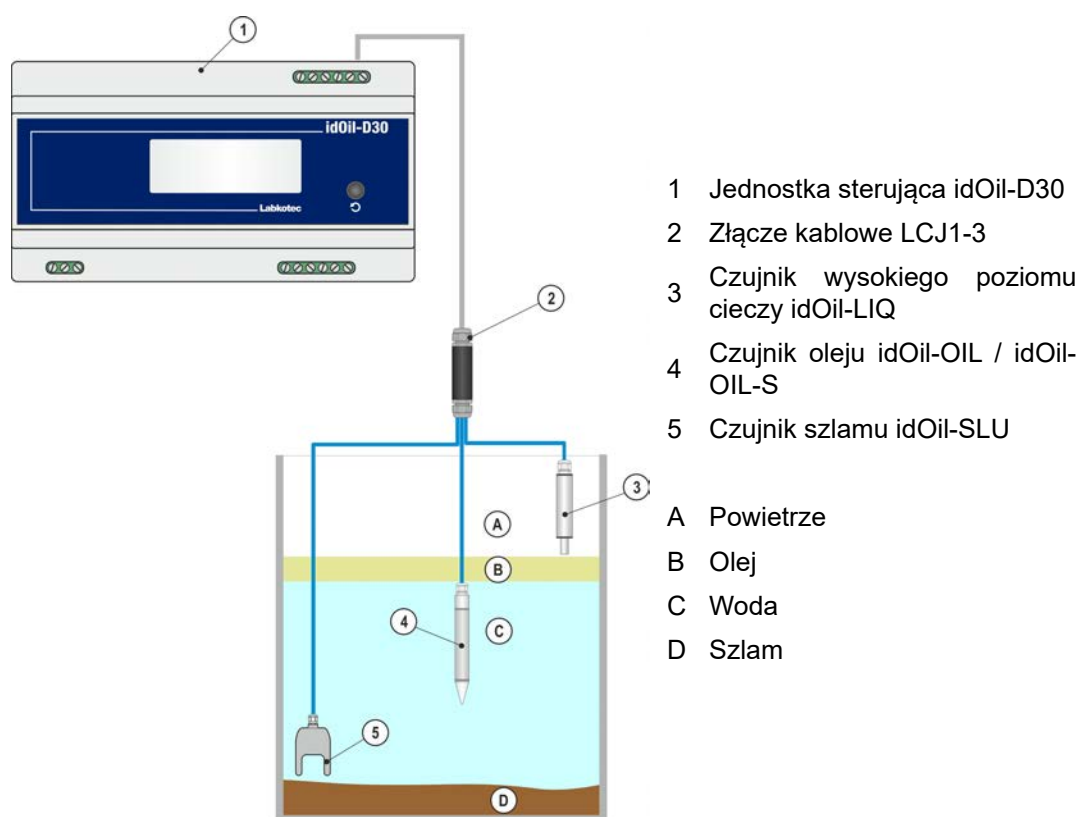 1
idOil-D30
Labkotec
2
3
A
B
4
C
5
D
1 Jednostka sterująca idOil-D30
2 Złącze kablowe LCJ1-3
3 Czujnik wysokiego poziomu
cieczy idOil-LIQ
4 Czujnik oleju idOil-OIL / idOil-
OIL-S
5 Czujnik szlamu idOil-SLU
A Powietrze
B Olej
C Woda
D Szlam